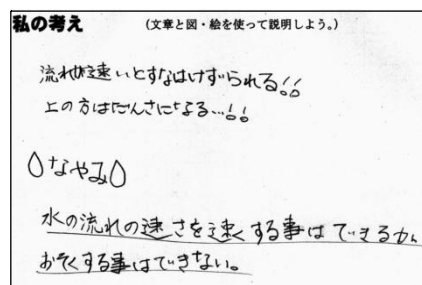 私の考え （文章と図・絵を使って説明しよう。）
流れが速いとすなはけずられる!!
上の方はだんさになる…!!
なやみ
水の流れの速さを速くする事はできるか、
おそくする事はできない。